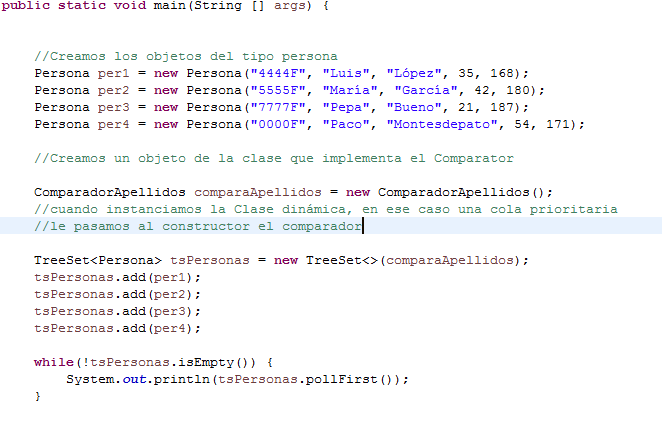 public static void main(String [] args) {
//Creamos los objetos del tipo persona
Persona per1 = new Persona("4444F", "Luis", "López", 35, 168);
Persona per2 = new Persona("5555F", "María", "García", 42, 180);
Persona per3 = new Persona("7777F", "Pepa", "Bueno", 21, 187);
Persona per4 = new Persona("0000F", "Paco", "Montesdepato", 54, 171);
//Creamos un objeto de la clase que implementa el Comparator
ComparadorApellidos comparaApellidos = new ComparadorApellidos();
//cuando instanciamos la Clase dinámica, en ese caso una cola prioritaria
//le pasamos al constructor el comparador
TreeSet<Persona> tsPersonas = new TreeSet<>(comparaApellidos);
tsPersonas.add(per1);
tsPersonas.add(per2);
tsPersonas.add(per3);
tsPersonas.add(per4);
while(!tsPersonas.isEmpty()) {
System.out.println(tsPersonas.pollFirst());
}